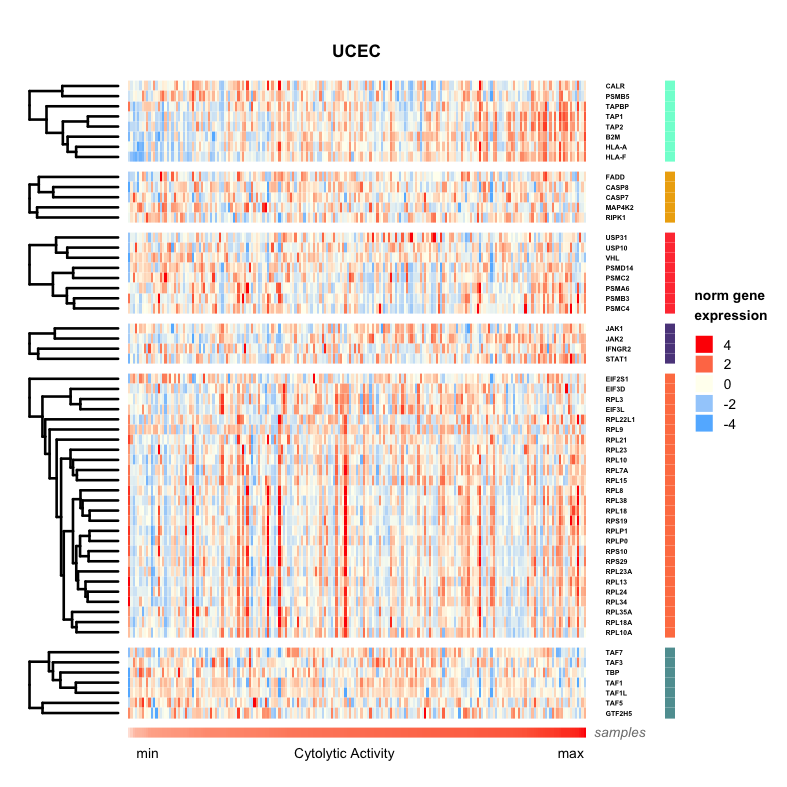 UCEC
CALR
PSMB5
TAPBP
TAP1
TAP2
B2M
HLA-A
HLA-F
FADD
CASP8
CASP7
MAP4K2
RIPK1
USP31
USP10
VHL
PSMD14
PSMC2
PSMA6
PSMB3
PSMC4
JAK1
JAK2
IFNGR2
STAT1
EIF2S1
EIF3D
RPL3
EIF3L
RPL22L1
RPL9
RPL21
RPL23
RPL10
RPL7A
RPL15
RPL8
RPL38
RPL18
RPS19
RPLP1
RPLP0
RPS10
RPS29
RPL23A
RPL13
RPL24
RPL34
RPL35A
RPL18A
RPL10A
TAF7
TAF3
TBP
TAF1
TAF1L
TAF5
GTF2H5
norm gene
expression
4
2
0
-2
-4
samples
min Cytolytic Activity max